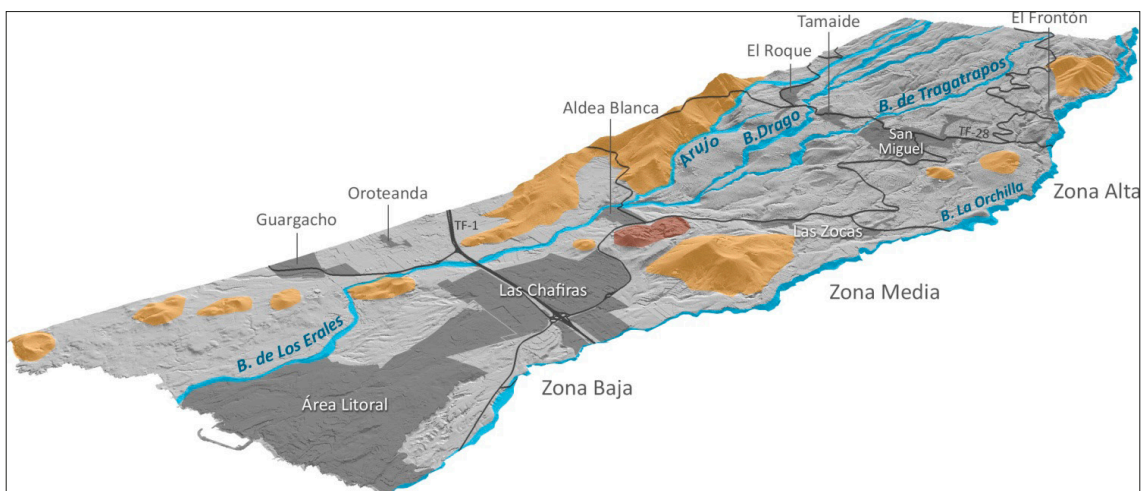 El Frontón
Tamaide
El Roque
B. de Tragatrapos
Aldea Blanca
B.Drago
Arujo
TF-28
San
Miguel
Zona Alta
Oroteanda
B. La Orchilla
Guargacho
TF-1
Las Zocas
Las Chafiras
Zona Media
B. de Los Erales
Zona Baja
Área Litoral